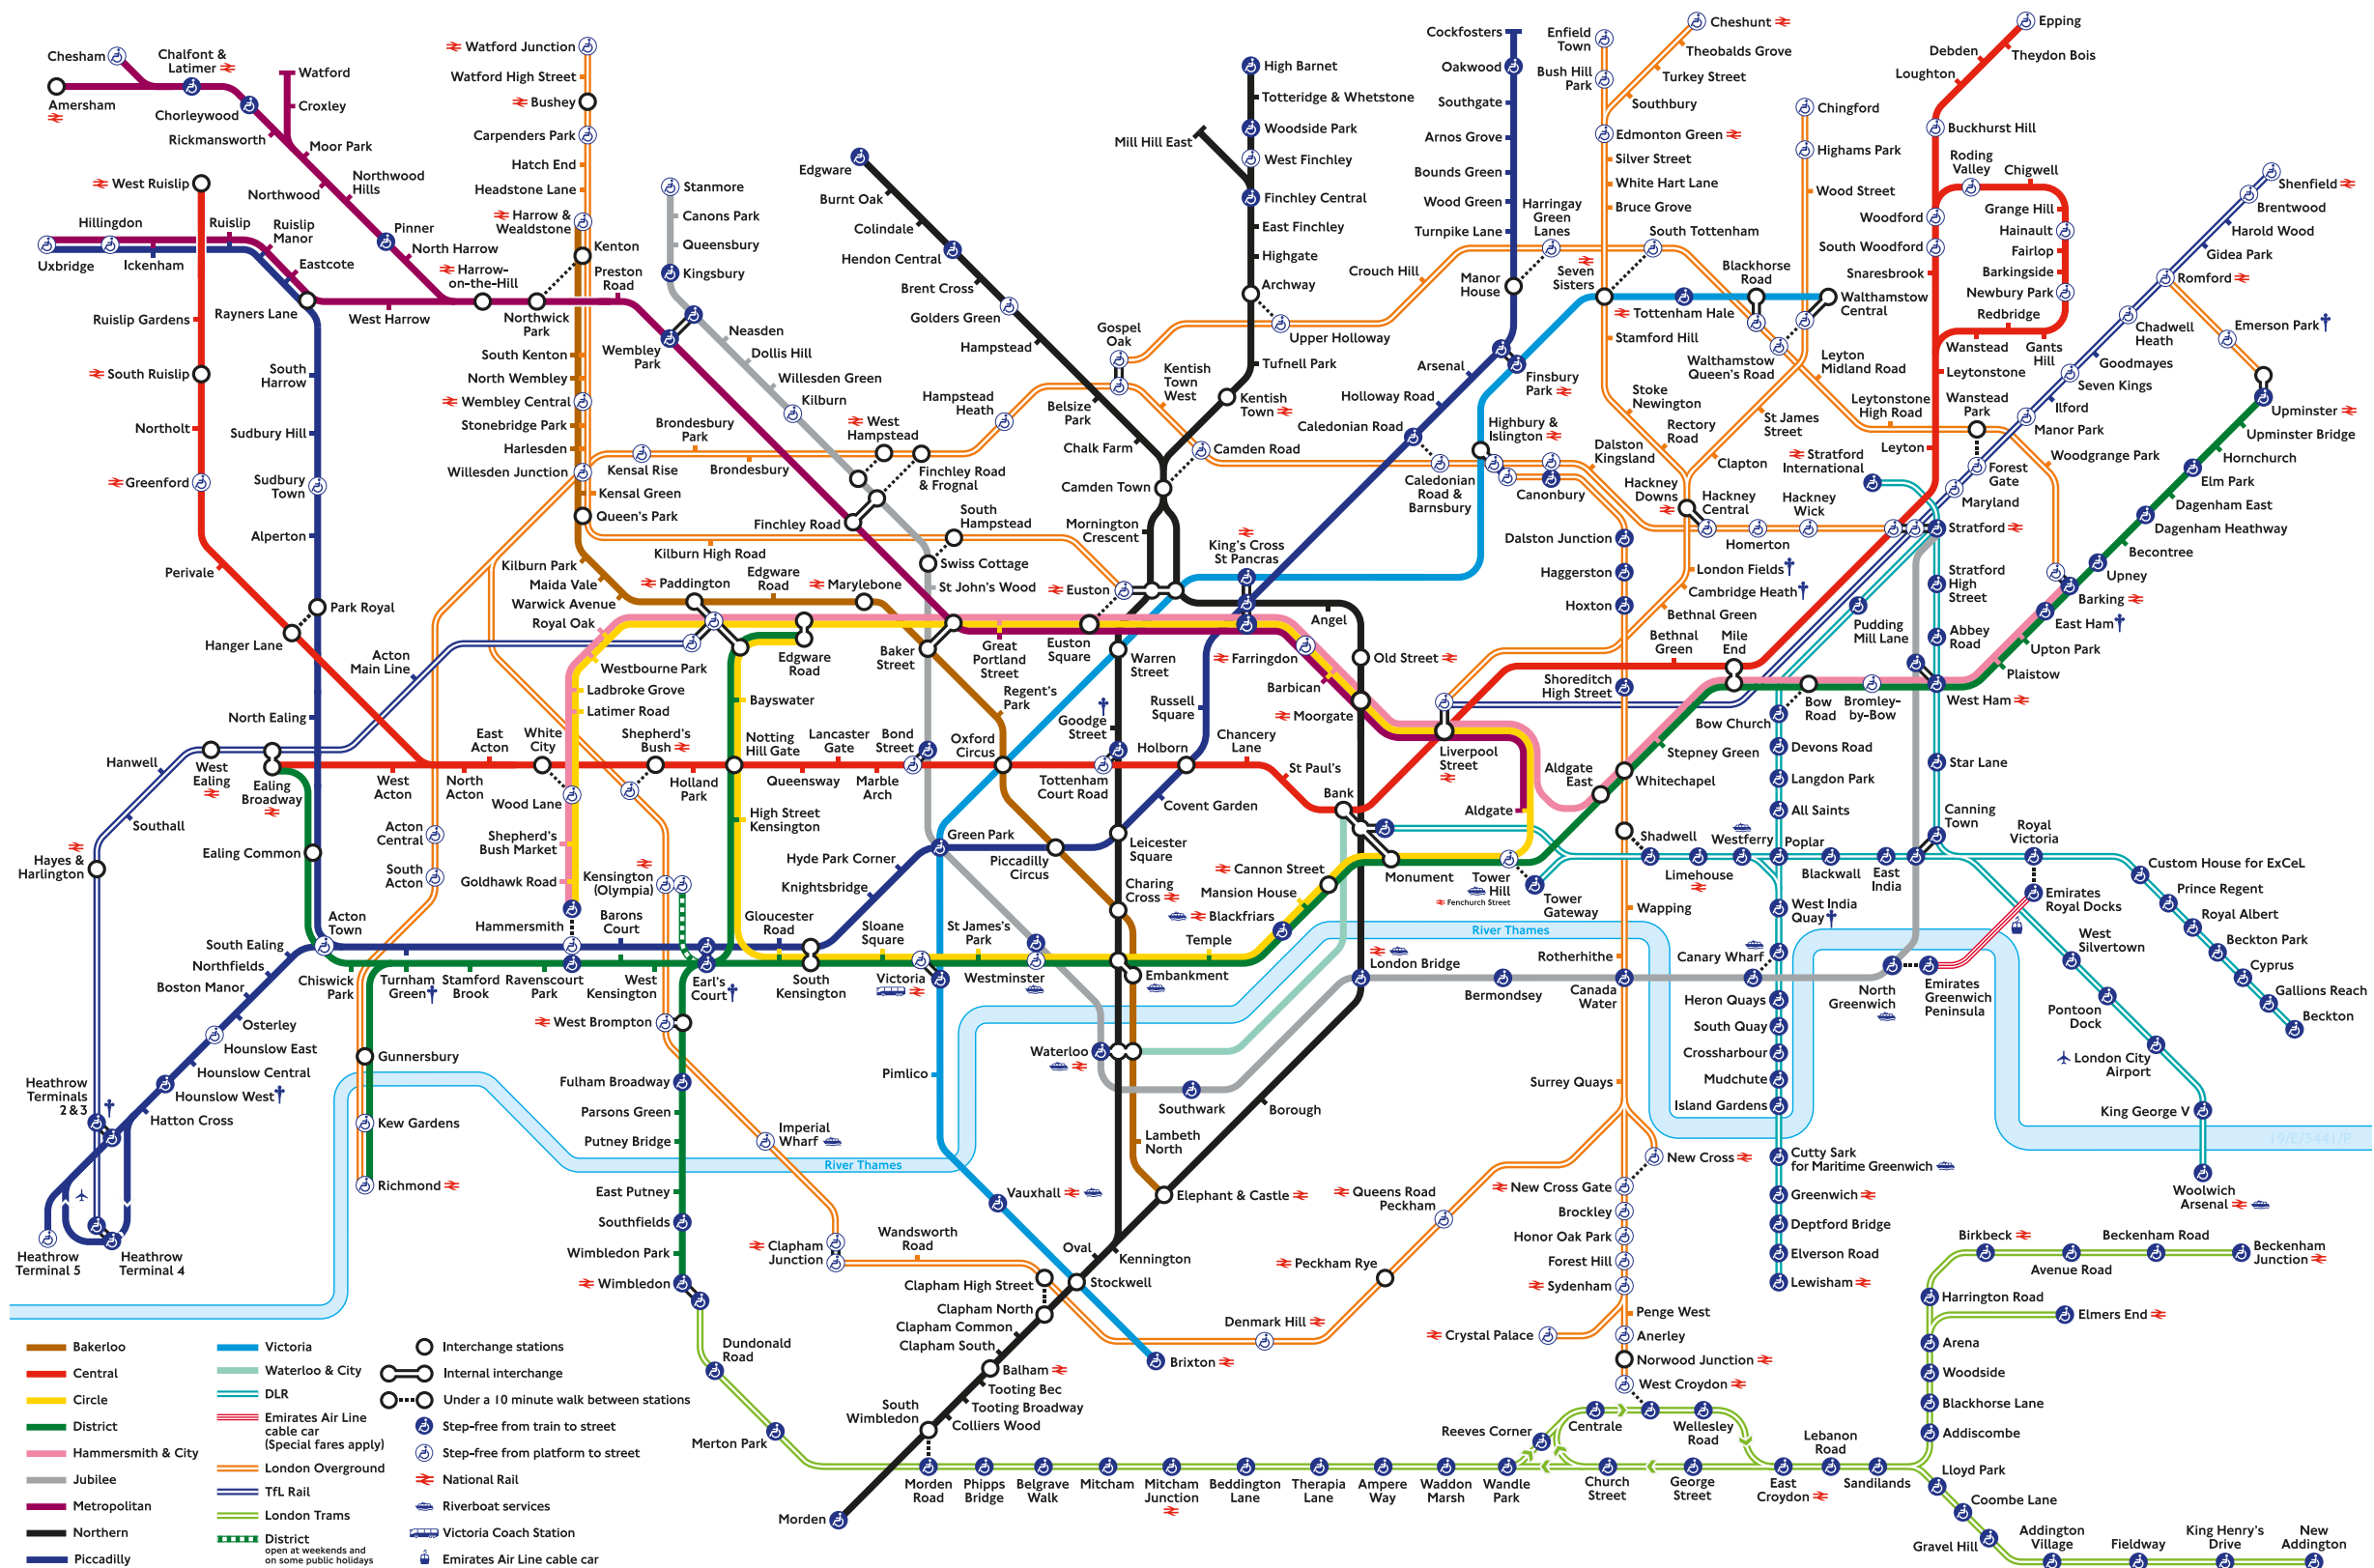 Chesham
Chalfont &
Latimer
Amersham
Chorleywood
Rickmansworth
Watford
Croxley
Moor Park
Northwood
Northwood
Hills
Pinner
North Harrow
Harrow-
on-the-Hill
West Ruislip
Hillingdon
Ruislip
Ruislip
Manor
Uxbridge
Ickenham
Eastcote
Rayners Lane
West Harrow
Northwick
Park
Kenton
Preston
Road
Ruislip Gardens
South Ruislip
Northolt
Greenford
Perivale
Hanger Lane
South
Harrow
Sudbury Hill
Sudbury
Town
Alperton
Park Royal
North Ealing
Watford Junction
Watford High Street
Bushey
Carpenders Park
Hatch End
Headstone Lane
Harrow &
Wealdstone
South Kenton
North Wembley
Wembley Central
Stonebridge Park
Harlesden
Willesden Junction
Kensal Green
Queen's Park
Kilburn Park
Maida Vale
Warwick Avenue
Royal Oak
Stanmore
Canons Park
Queensbury
Kingsbury
Wembley
Park
Neasden
Dollis Hill
Willesden Green
Kilburn
West
Hampstead
Finchley Road
& Frognal
Finchley Road
Brondesbury
Park
Kensal Rise
Brondesbury
Hampstead
Heath
South
Hampstead
Kilburn High Road
Swiss Cottage
St John's Wood
Edgware
Burnt Oak
Colindale
Hendon Central
Brent Cross
Golders Green
Hampstead
Belsize
Park
Chalk Farm
Camden Town
Mornington
Crescent
Mill Hill East
High Barnet
Totteridge & Whetstone
Woodside Park
West Finchley
Finchley Central
East Finchley
Highgate
Archway
Upper Holloway
Tufnell Park
Kentish
Town
Gospel
Oak
Kentish
Town
West
Camden Road
Crouch Hill
Cockfosters
Oakwood
Southgate
Arnos Grove
Bounds Green
Wood Green
Turnpike Lane
Manor
House
Harringay
Green
Lanes
Arsenal
Finsbury
Park
Holloway Road
Caledonian Road
Highbury &
Islington
Caledonian
Road &
Barnsbury
Canonbury
Enfield
Town
Bush Hill
Park
Cheshunt
Theobalds Grove
Turkey Street
Southbury
Edmonton Green
Silver Street
White Hart Lane
Bruce Grove
South Tottenham
Seven
Sisters
Tottenham Hale
Blackhorse
Road
Walthamstow
Central
Stamford Hill
Walthamstow
Queen's Road
Stoke
Newington
Rectory
Road
St James
Street
Clapton
Dalston
Kingsland
Hackney
Downs
Hackney
Central
Hackney
Wick
Homerton
Chingford
Highams Park
Wood Street
Leyton
Midland Road
Leytonstone
High Road
Wanstead
Park
Woodgrange Park
Epping
Debden
Theydon Bois
Loughton
Buckhurst Hill
Roding
Valley
Chigwell
Grange Hill
Hainault
Fairlop
Barkingside
Newbury Park
Redbridge
Wanstead
Gants
Hill
Woodford
South Woodford
Snaresbrook
Leytonstone
Leyton
Stratford
International
Stratford
Shenfield
Brentwood
Harold Wood
Gidea Park
Romford
Emerson Park
Chadwell
Heath
Goodmayes
Seven Kings
Ilford
Manor Park
Forest
Gate
Maryland
Upminster
Upminster Bridge
Hornchurch
Elm Park
Dagenham East
Dagenham Heathway
Becontree
Upney
Barking
East Ham
Upton Park
Plaistow
West Ham
Stratford
High
Street
Abbey
Road
Pudding
Mill Lane
Star Lane
Canning
Town
Dalston Junction
Haggerston
Hoxton
London Fields
Cambridge Heath
Bethnal Green
Bethnal
Green
Mile
End
Shoreditch
High Street
Bow
Road
Bromley-
by-Bow
Bow Church
Devons Road
Langdon Park
All Saints
Stepney Green
Whitechapel
Aldgate
East
Aldgate
Liverpool
Street
Moorgate
Barbican
Farringdon
Old Street
Angel
King's Cross
St Pancras
Euston
Euston
Square
Warren
Street
Great
Portland
Street
Baker
Street
Regent's
Park
Marylebone
Edgware
Road
Paddington
Edgware
Road
Acton
Main Line
Westbourne Park
Ladbroke Grove
Latimer Road
Bayswater
Notting
Hill Gate
Lancaster
Gate
Queensway
Marble
Arch
Bond
Street
Oxford
Circus
Goodge
Street
Tottenham
Court Road
Russell
Square
Holborn
Chancery
Lane
St Paul's
Bank
Covent Garden
Leicester
Square
Piccadilly
Circus
Green Park
Hyde Park Corner
Knightsbridge
High Street
Kensington
Holland
Park
Shepherd's
Bush
White
City
East
Acton
West
Acton
North
Acton
Wood Lane
Shepherd's
Bush Market
Goldhawk Road
Hammersmith
Kensington
(Olympia)
Hanwell
West
Ealing
Ealing
Broadway
Southall
Hayes &
Harlington
Ealing Common
Acton
Central
South
Acton
Acton
Town
South Ealing
Northfields
Boston Manor
Osterley
Hounslow East
Hounslow Central
Hounslow West
Hatton Cross
Heathrow
Terminals
2 & 3
Heathrow
Terminal 5
Heathrow
Terminal 4
Chiswick
Park
Turnham
Green
Stamford
Brook
Ravenscourt
Park
West
Kensington
Barons
Court
Earl's
Court
Gloucester
Road
South
Kensington
Sloane
Square
Victoria
St James's
Park
Westminster
Embankment
Charing
Cross
Temple
Blackfriars
Mansion House
Cannon Street
Monument
Tower
Hill
Fenchurch Street
Tower
Gateway
Shadwell
Limehouse
Westferry
Poplar
Blackwall
East
India
Royal
Victoria
Custom House for ExCeL
Prince Regent
Royal Albert
Beckton Park
Cyprus
Gallions Reach
Beckton
Emirates
Royal Docks
Emirates
Greenwich
Peninsula
North
Greenwich
West
Silvertown
Pontoon
Dock
London City
Airport
King George V
Woolwich
Arsenal
West India
Quay
Canary Wharf
Heron Quays
South Quay
Crossharbour
Mudchute
Island Gardens
Cutty Sark
for Maritime Greenwich
Greenwich
Deptford Bridge
Elverson Road
Lewisham
Wapping
Rotherhithe
Canada
Water
Bermondsey
London Bridge
Surrey Quays
River Thames
River Thames
19/E/3441/P
Gunnersbury
Kew Gardens
Richmond
West Brompton
Fulham Broadway
Parsons Green
Putney Bridge
East Putney
Southfields
Wimbledon Park
Wimbledon
Imperial
Wharf
Clapham
Junction
Wandsworth
Road
Clapham High Street
Clapham North
Clapham Common
Clapham South
Balham
Tooting Bec
Tooting Broadway
Colliers Wood
South
Wimbledon
Morden
Pimlico
Vauxhall
Stockwell
Brixton
Oval
Kennington
Waterloo
Southwark
Lambeth
North
Elephant & Castle
Borough
Denmark Hill
Peckham Rye
Queens Road
Peckham
New Cross
New Cross Gate
Brockley
Honor Oak Park
Forest Hill
Sydenham
Crystal Palace
Penge West
Anerley
Norwood Junction
West Croydon
Dundonald
Road
Merton Park
Morden
Road
Phipps
Bridge
Belgrave
Walk
Mitcham
Mitcham
Junction
Beddington
Lane
Therapia
Lane
Ampere
Way
Waddon
Marsh
Wandle
Park
Reeves Corner
Centrale
Wellesley
Road
Church
Street
George
Street
East
Croydon
Lebanon
Road
Sandilands
Addiscombe
Blackhorse Lane
Woodside
Arena
Harrington Road
Elmers End
Birkbeck
Avenue Road
Beckenham Road
Beckenham
Junction
Lloyd Park
Coombe Lane
Gravel Hill
Addington
Village
Fieldway
King Henry's
Drive
New
Addington
Bakerloo
Central
Circle
District
Hammersmith & City
Jubilee
Metropolitan
Northern
Piccadilly
Victoria
Waterloo & City
DLR
Emirates Air Line
cable car
(Special fares apply)
London Overground
TfL Rail
London Trams
District
open at weekends and
on some public holidays
Interchange stations
Internal interchange
Under a 10 minute walk between stations
Step-free from train to street
Step-free from platform to street
National Rail
Riverboat services
Victoria Coach Station
Emirates Air Line cable car